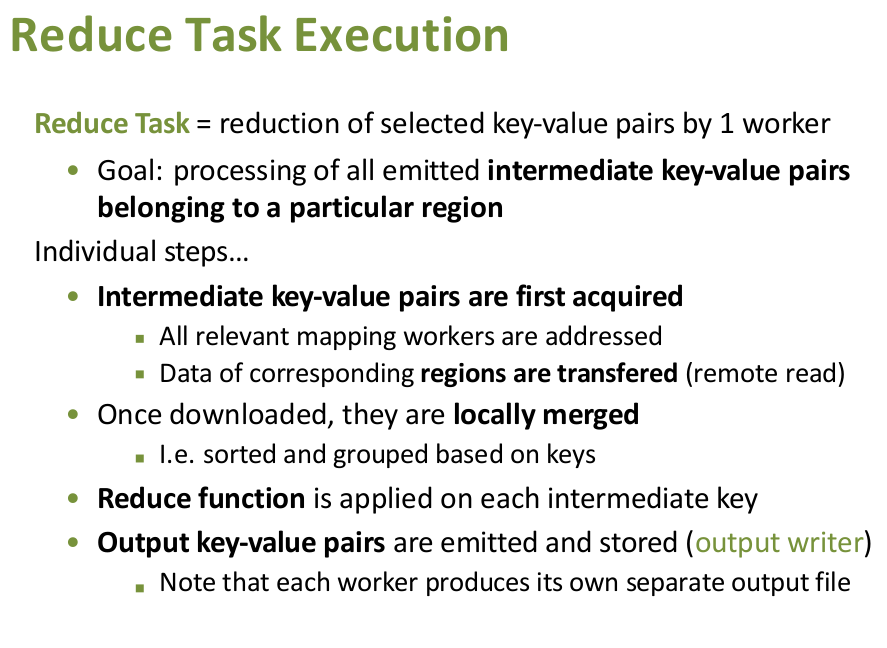 Reduce Task Execution
Reduce Task = reduction of selected key-value pairs by 1 worker
• Goal: processing of all emitted intermediate key-value pairs
belonging to a particular region
Individual steps…
• Intermediate key-value pairs are first acquired
▪ All relevant mapping workers are addressed
▪ Data of corresponding regions are transfered (remote read)
• Once downloaded, they are locally merged
▪ I.e. sorted and grouped based on keys
• Reduce function is applied on each intermediate key
• Output key-value pairs are emitted and stored (output writer)
▪ Note that each worker produces its own separate output file